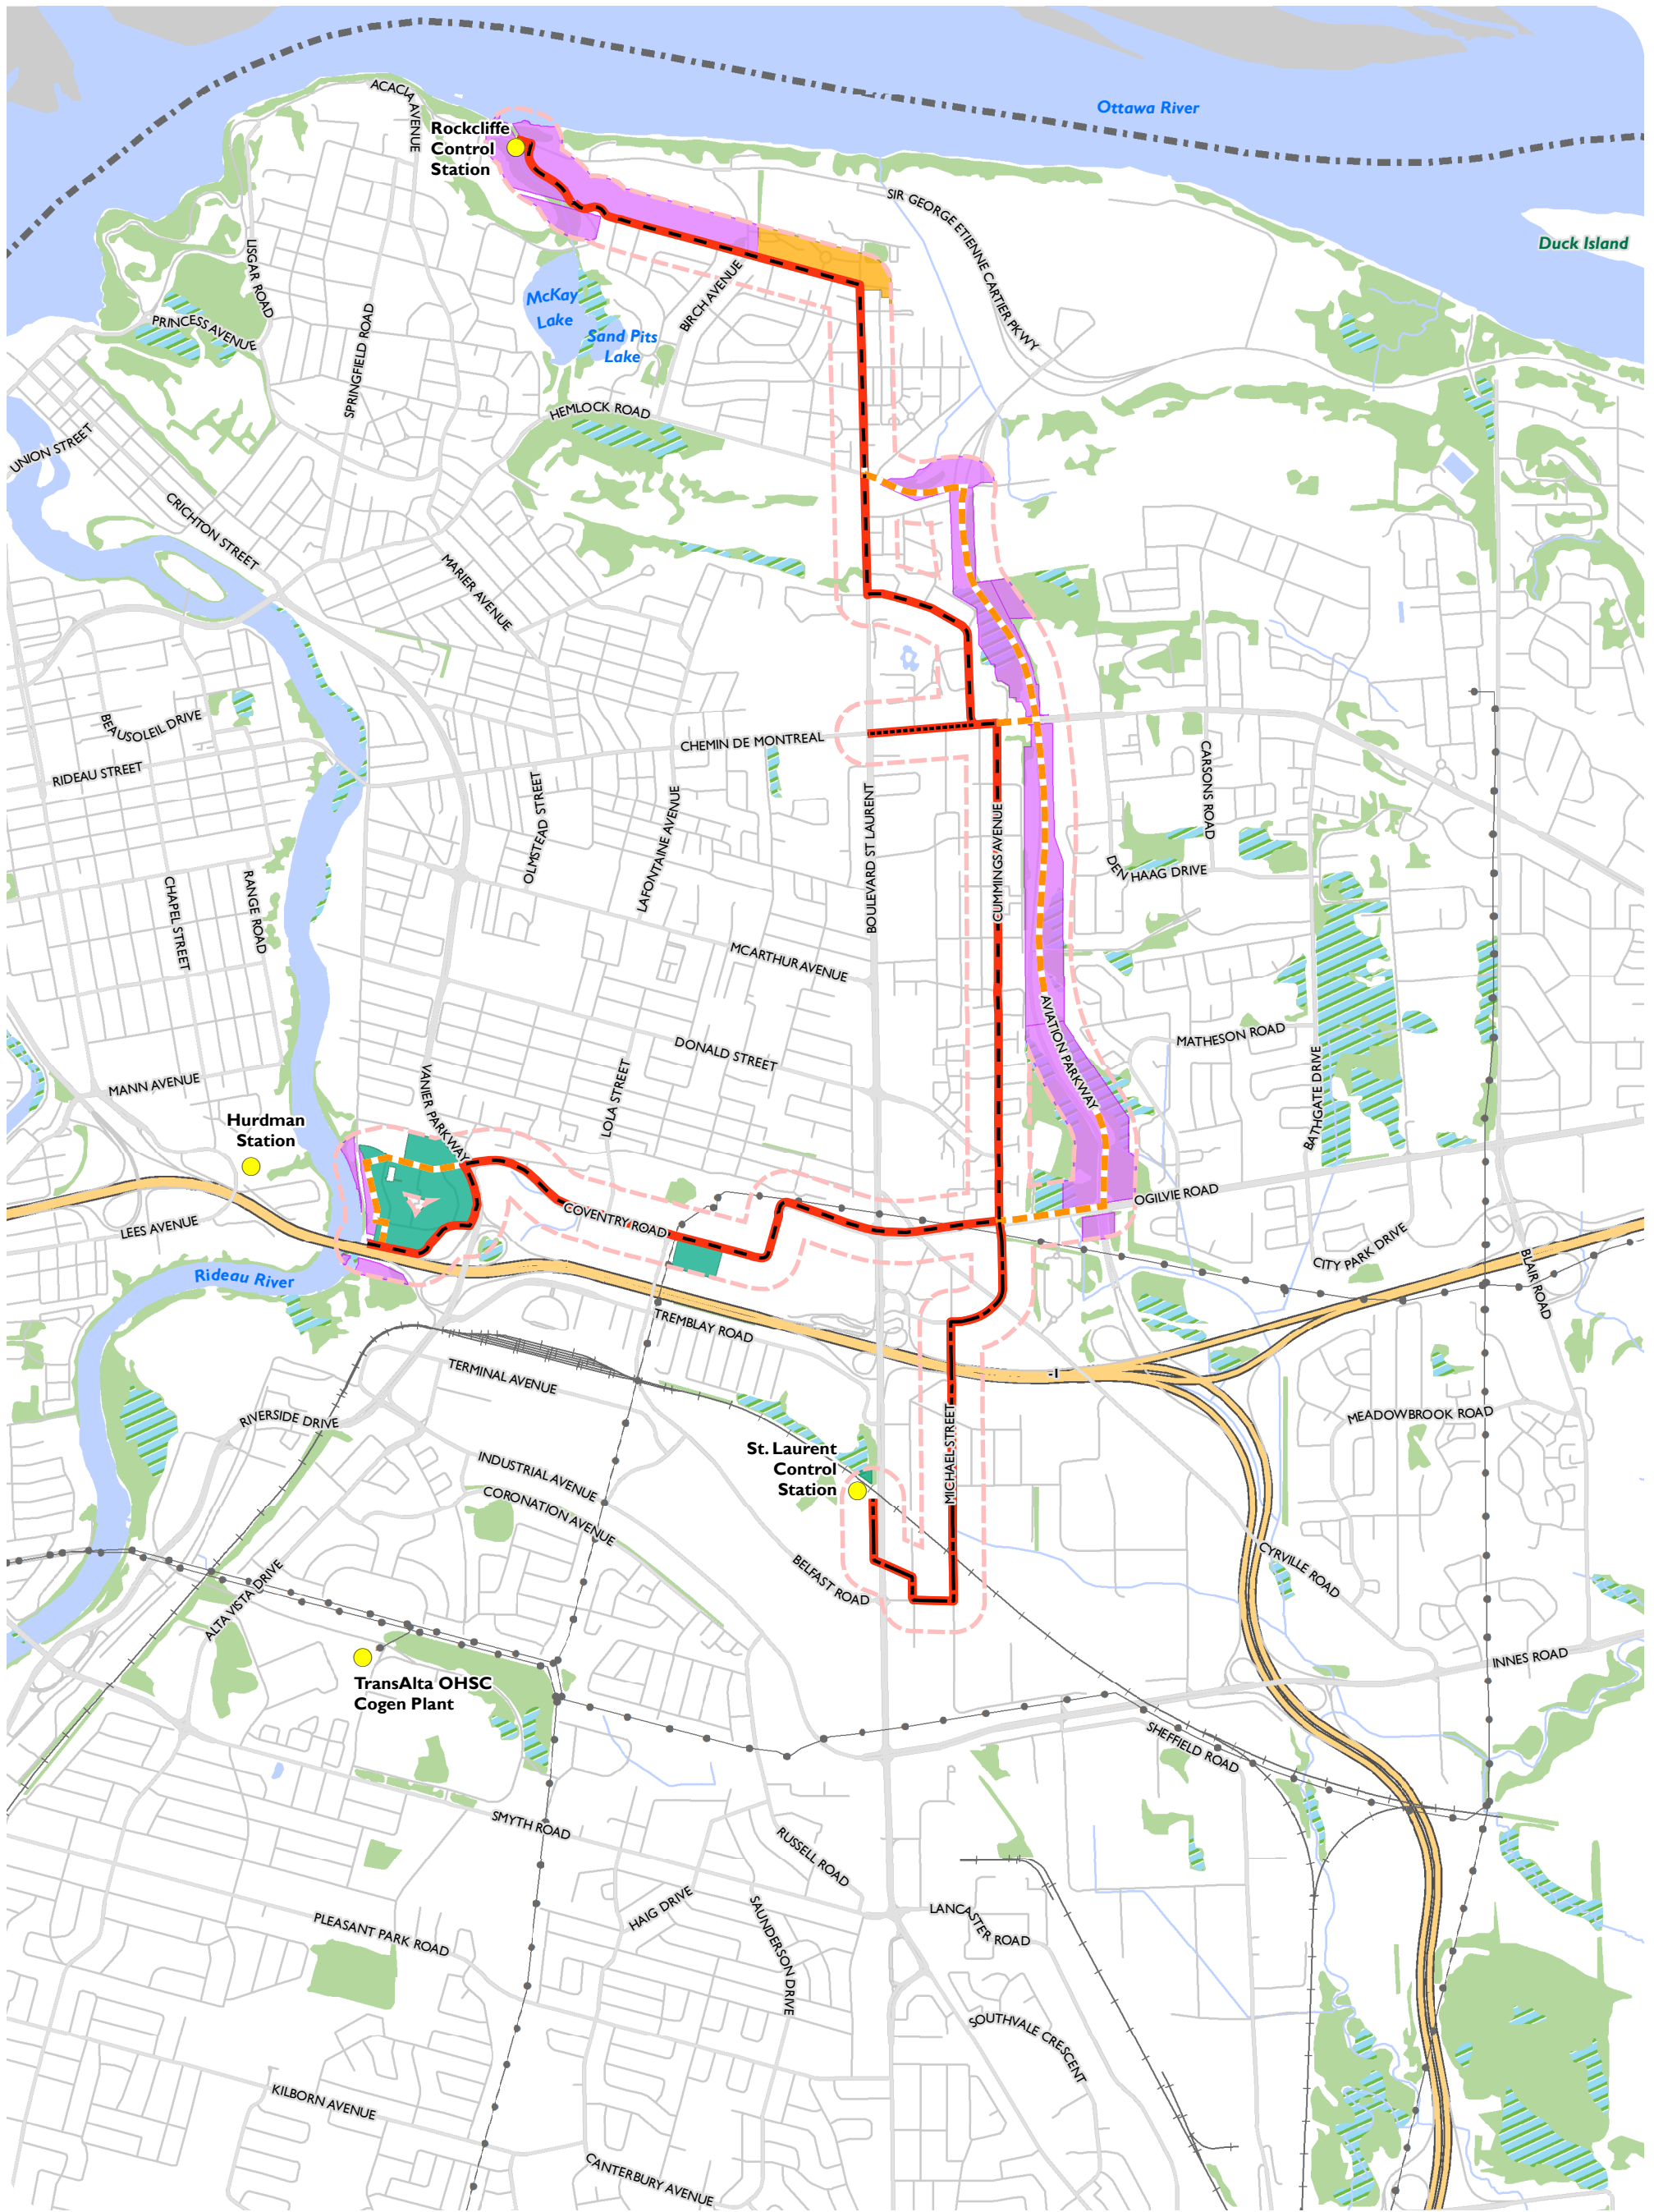 Ottawa River
ACACIA AVENUE
Rockcliffe
Control
Station
SIR GEORGE ETIENNE CARTIER PKWY
Duck Island
LISGAR ROAD
PRINCESS AVENUE
SPRINGFIELD ROAD
BIRCH AVENUE
McKay
Lake
Sand Pits
Lake
HEMLOCK ROAD
UNION STREET
CRICHTON STREET
MARIER AVENUE
BEAUSOLEIL DRIVE
RIDEAU STREET
CHEMIN DE MONTREAL
OLMSTEAD STREET
LAFONTAINE AVENUE
BOULEVARD ST LAURENT
CUMMINGS AVENUE
CARSONS ROAD
DEN HAAG DRIVE
CHAPEL STREET
RANGE ROAD
MCARTHUR AVENUE
AVIATION PARKWAY
MATHESON ROAD
DONALD STREET
BATHGATE DRIVE
MANN AVENUE
VANIER PARKWAY
LOLA STREET
Hurdman
Station
LEES AVENUE
COVENTRY ROAD
OGILVIE ROAD
CITY PARK DRIVE
BLAIR ROAD
Rideau River
TREMBLAY ROAD
TERMINAL AVENUE
-1
RIVERSIDE DRIVE
MEADOWBROOK ROAD
MICHAEL STREET
St. Laurent
Control
Station
INDUSTRIAL AVENUE
CORONATION AVENUE
BELFAST ROAD
CYRVILLE ROAD
ALTA VISTA DRIVE
INNES ROAD
TransAlta OHSC
Cogen Plant
SHEFFIELD ROAD
SMYTH ROAD
RUSSELL ROAD
HAIG DRIVE
SAUNDERSON DRIVE
LANCASTER ROAD
PLEASANT PARK ROAD
SOUTHVALE CRESCENT
KILBORN AVENUE
CANTERBURY AVENUE